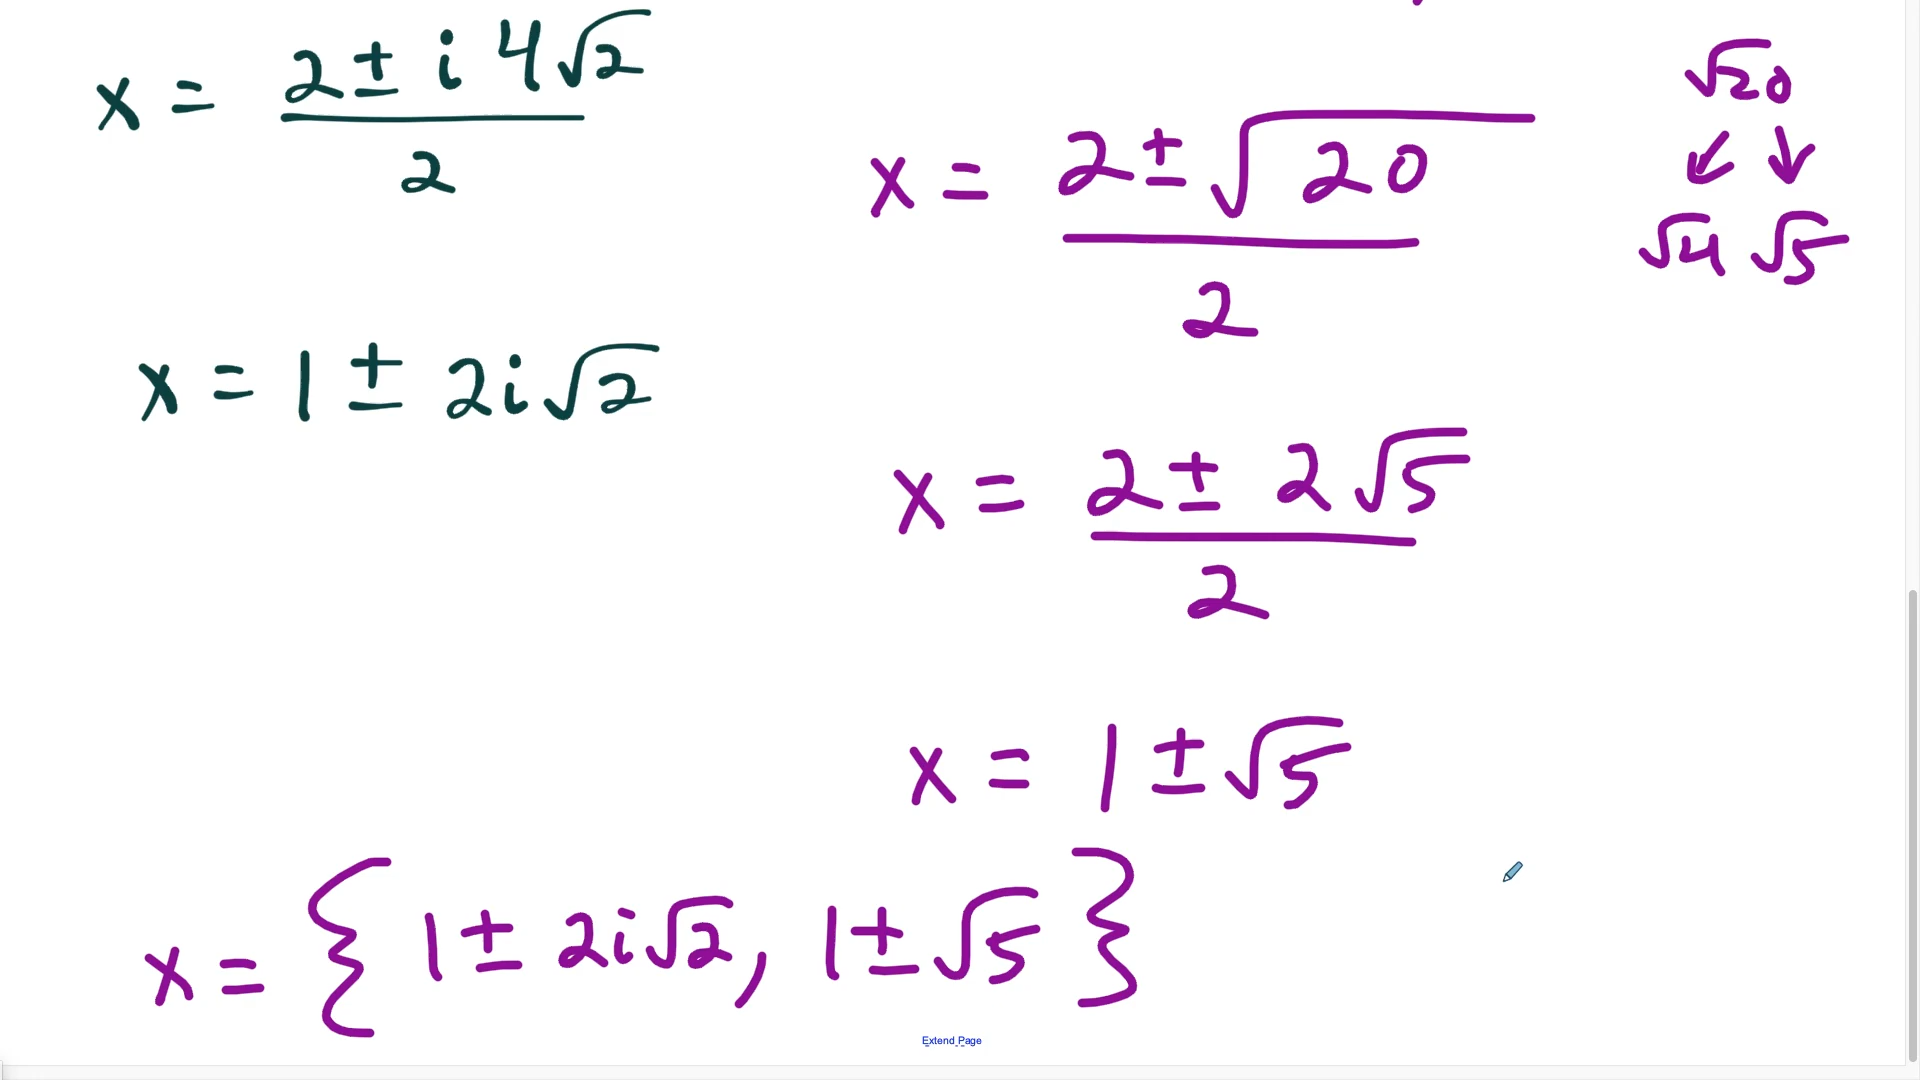 x = (2 ± i 4√2) / 2
x = 1 ± 2i√2
x = (2 ± √20) / 2
√20
↙ ↓
√4 √5
x = (2 ± 2√5) / 2
x = 1 ± √5
x = { 1 ± 2i√2, 1 ± √5 }
Extend Page